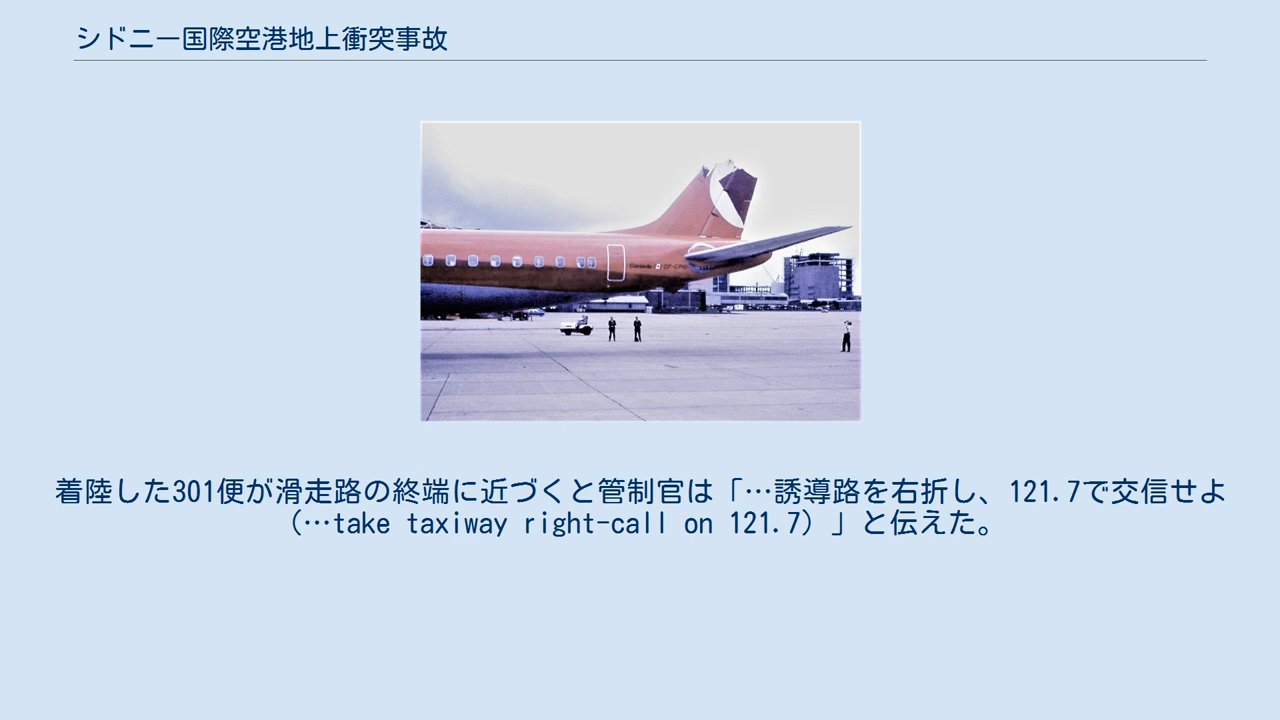 シドニー国際空港地上衝突事故
Canada CF-CPQ
着陸した301便が滑走路の終端に近づくと管制官は「…誘導路を右折し、121.7で交信せよ
（…take taxiway right-call on 121.7）」と伝えた。